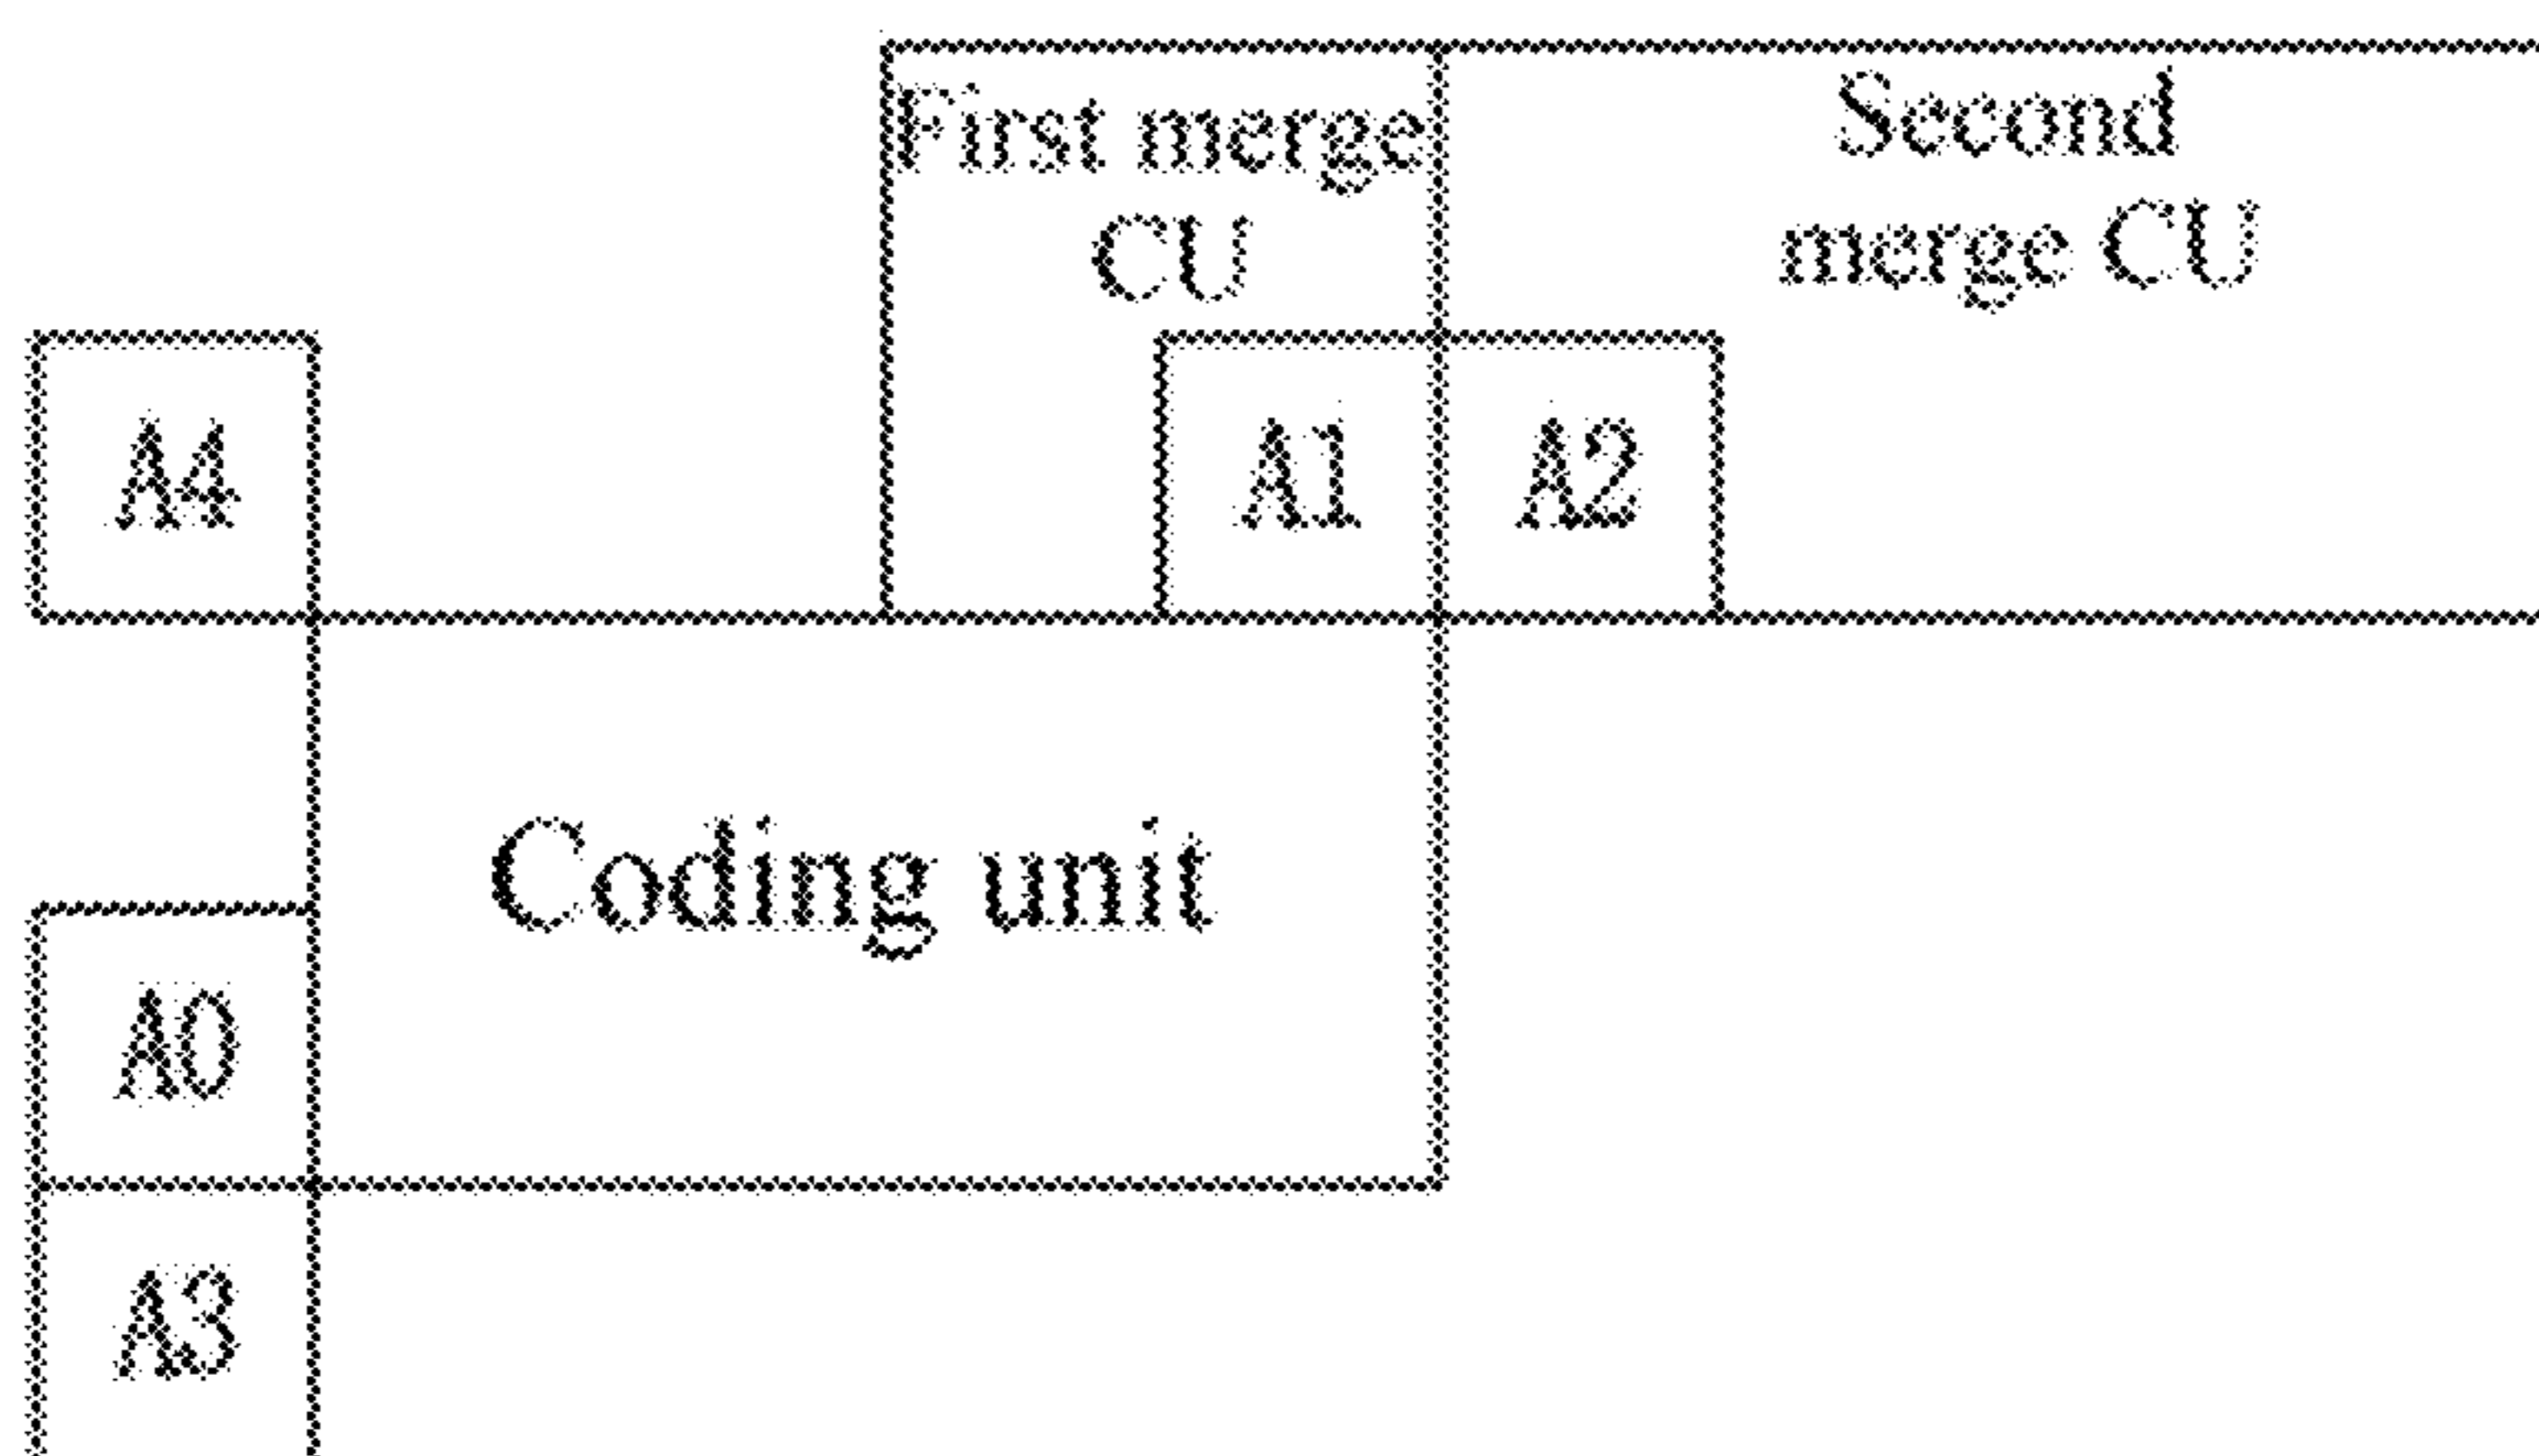 First merge
CU
Second
merge CU
A4
A1
A2
Coding unit
A0
A3